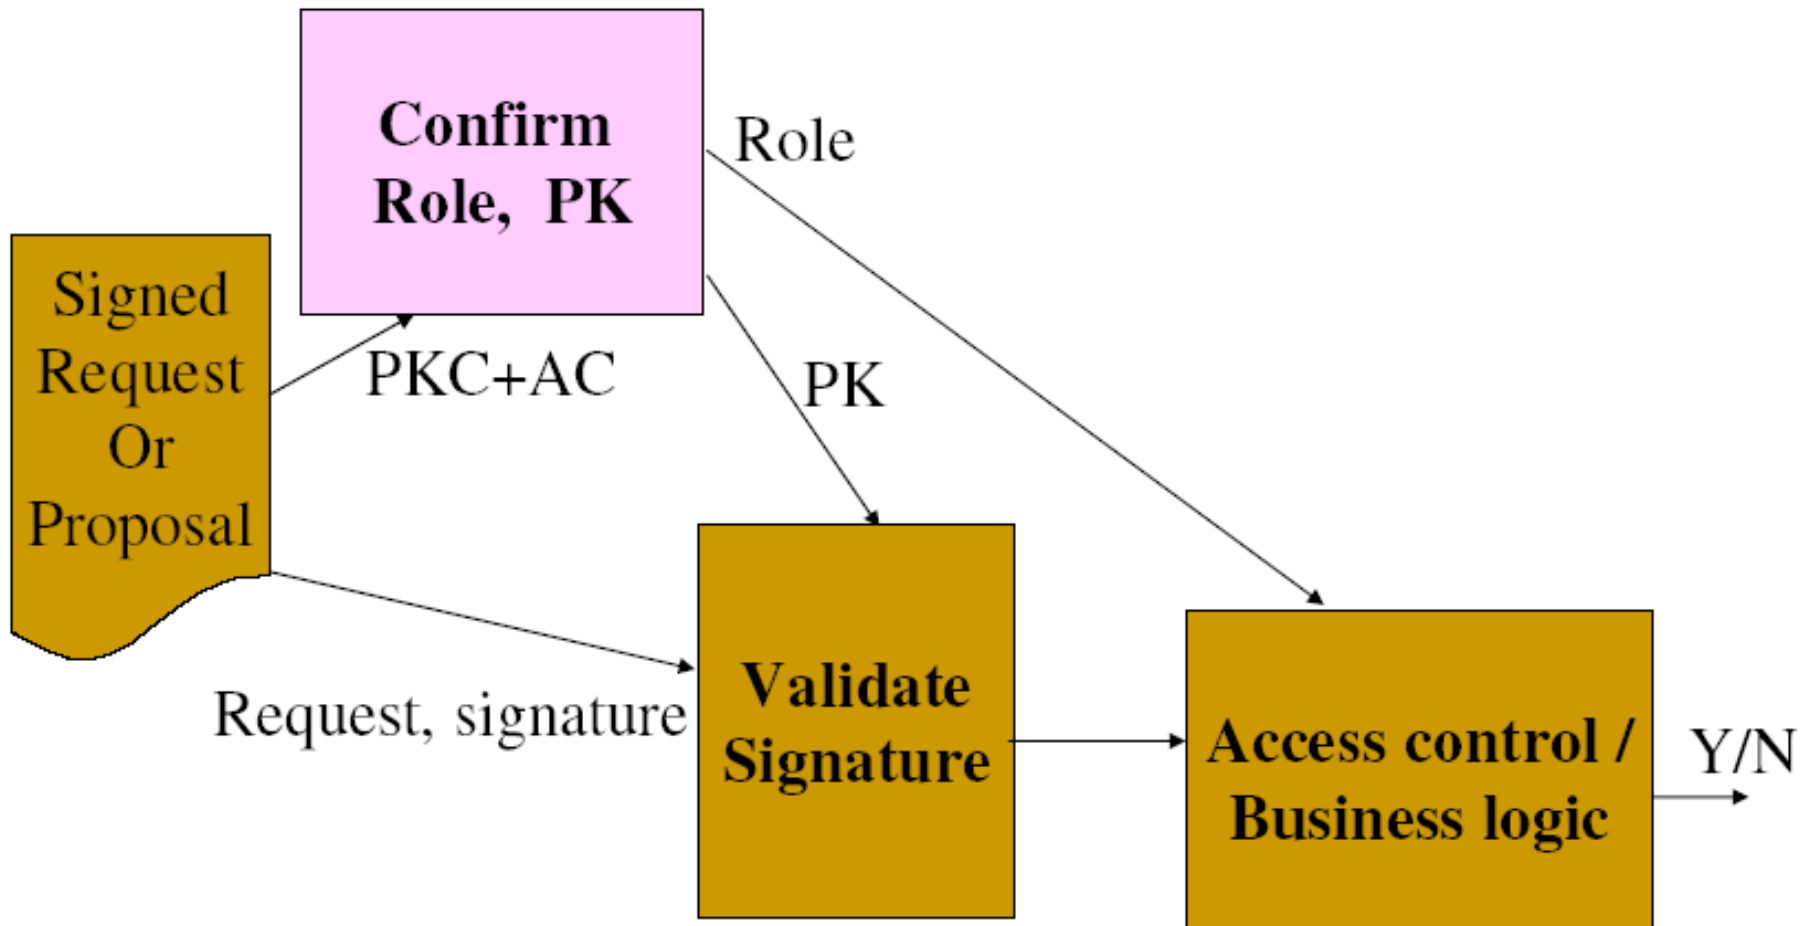 Confirm
Role, PK
Role
Signed
Request
Or
Proposal
PKC+AC
PK
Request, signature
Validate
Signature
Access control /
Business logic
Y/N